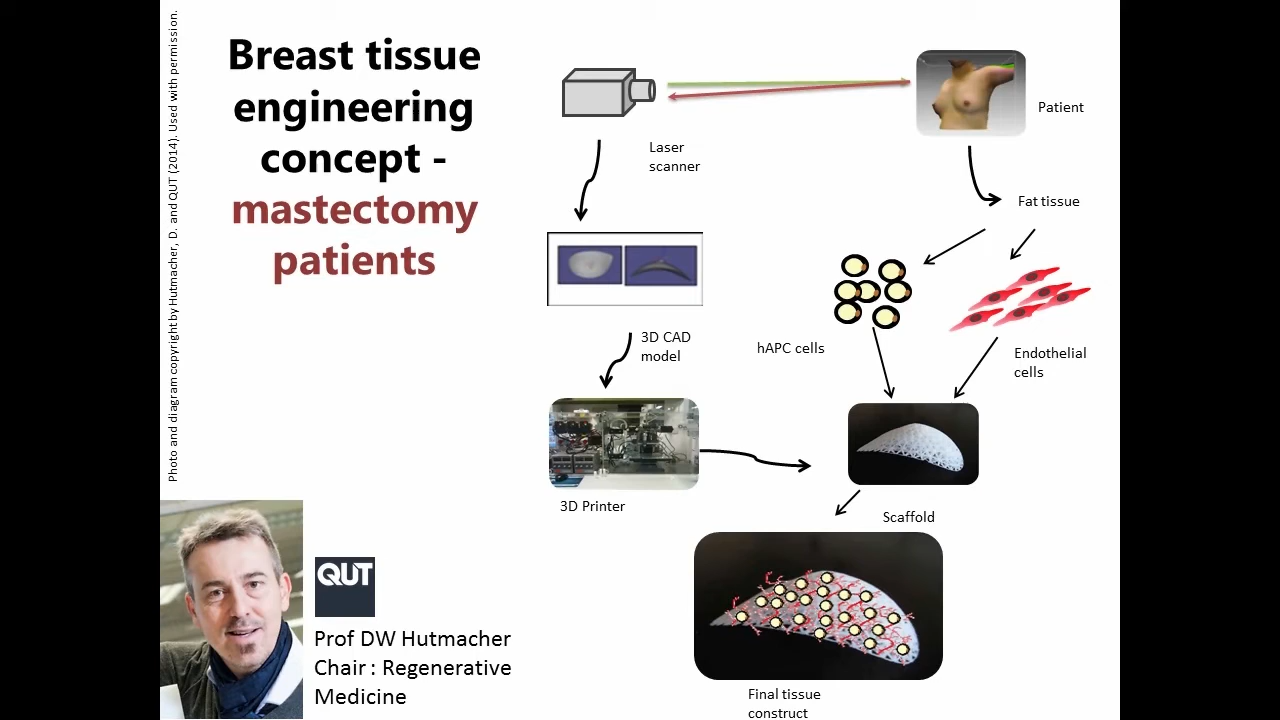 Photo and diagram copyright by Hutmacher, D. and QUT (2014). Used with permission.
Breast tissue
engineering
concept -
mastectomy
patients
Laser
scanner
Patient
Fat tissue
3D CAD
model
hAPC cells
Endothelial
cells
3D Printer
Scaffold
Final tissue
construct
QUT
Prof DW Hutmacher
Chair : Regenerative
Medicine